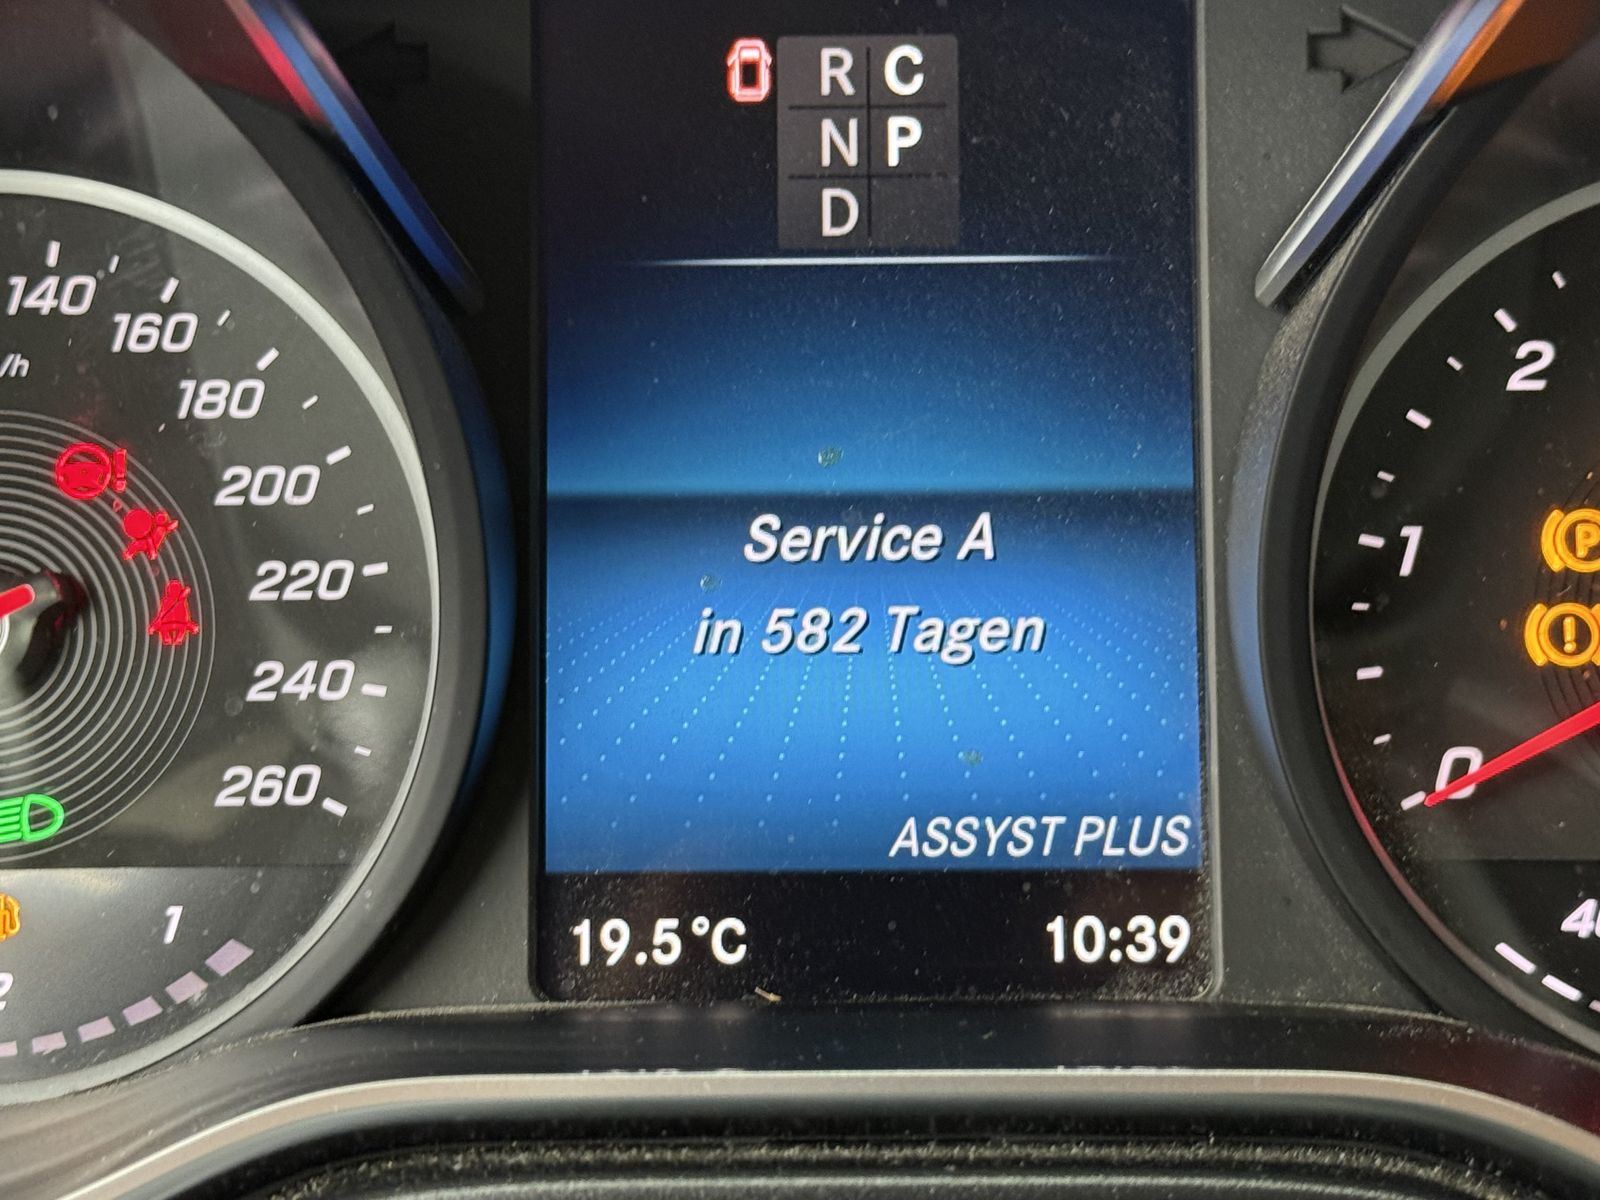 R C
N P
D
140
160
/h
180
200
220
240
260
1
2
Service A
in 582 Tagen
ASSYST PLUS
19.5°C
10:39
2
1
0
P
!